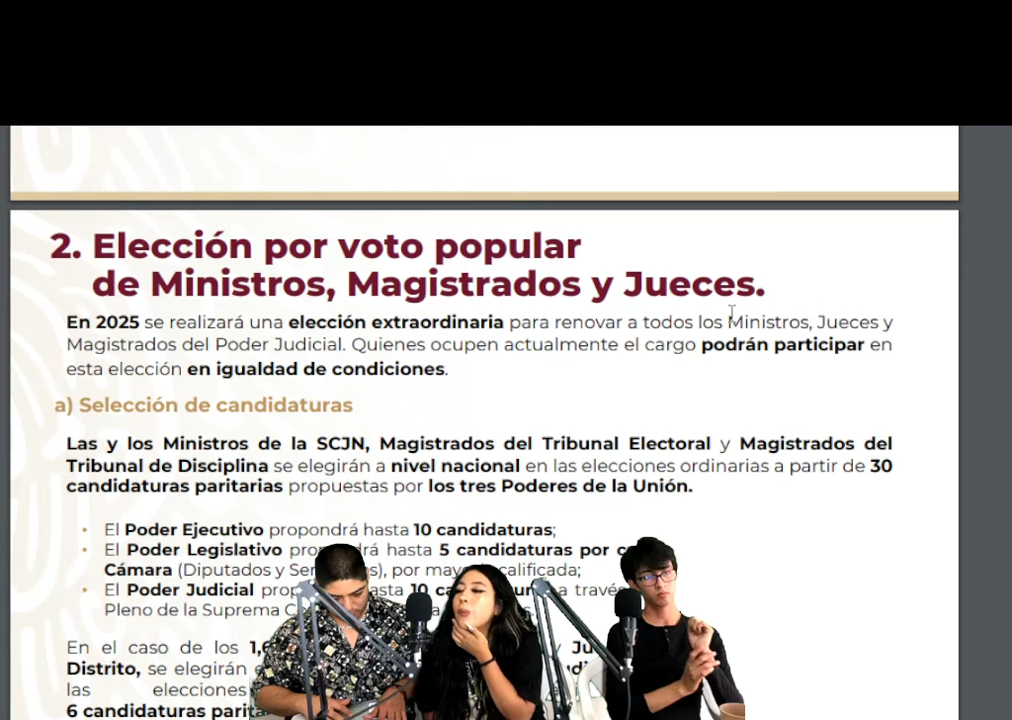 2. Elección por voto popular
de Ministros, Magistrados y Jueces.
En 2025 se realizará una elección extraordinaria para renovar a todos los Ministros, Jueces y
Magistrados del Poder Judicial. Quienes ocupen actualmente el cargo podrán participar en
esta elección en igualdad de condiciones.
a) Selección de candidaturas
Las y los Ministros de la SCJN, Magistrados del Tribunal Electoral y Magistrados del
Tribunal de Disciplina se elegirán a nivel nacional en las elecciones ordinarias a partir de 30
candidaturas paritarias propuestas por los tres Poderes de la Unión.
• El Poder Ejecutivo propondrá hasta 10 candidaturas;
• El Poder Legislativo hasta 5 candidaturas por
Cámara (Diputados y por calificada;
• El Poder Judicial 10 a
Pleno de la Suprema
En el caso de los
Distrito, se elegirán
las elecciones
6 candidaturas